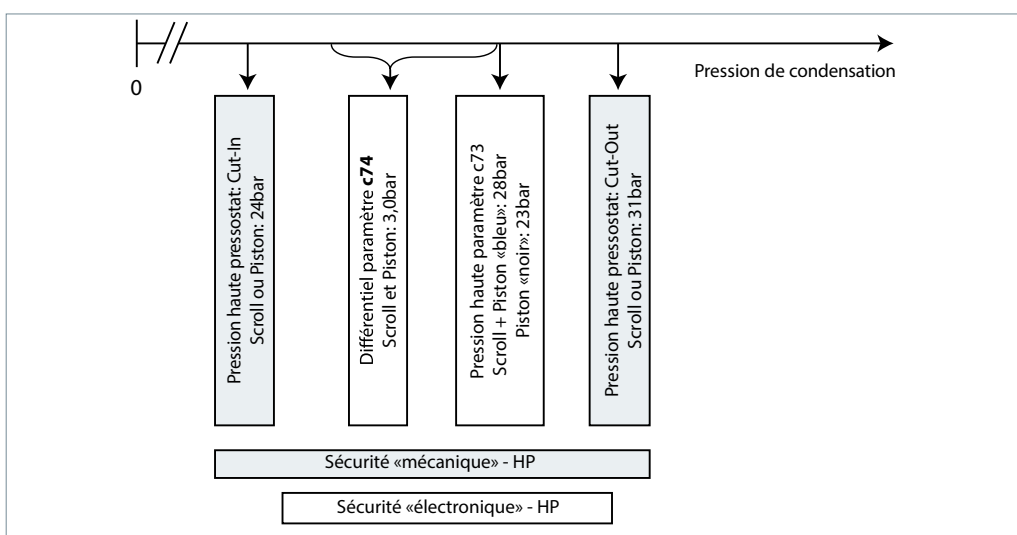 0
Pression de condensation
Pression haute pressostat: Cut-In
Scroll ou Piston: 24bar
Différentiel paramètre c74
Scroll et Piston: 3,0bar
Pression haute paramètre c73
Scroll + Piston «bleu»: 28bar
Piston «noir»: 23bar
Pression haute pressostat: Cut-Out
Scroll ou Piston: 31bar
Sécurité «mécanique» - HP
Sécurité «électronique» - HP